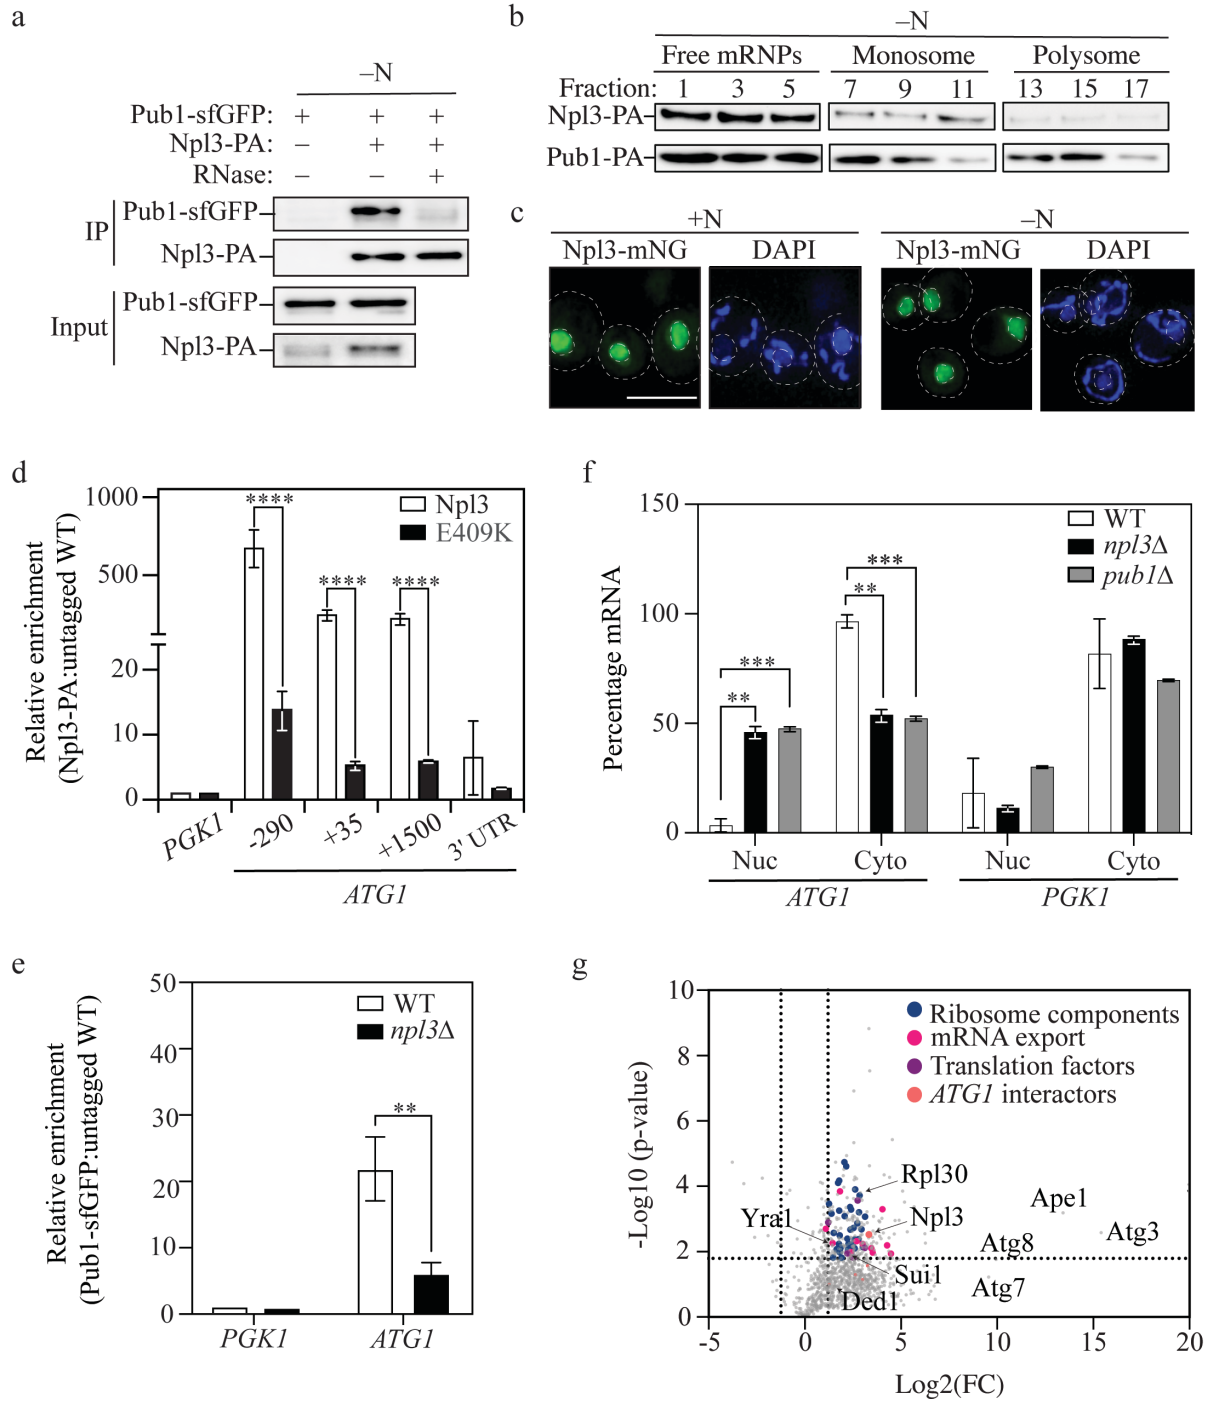 a
–N
Pub1-sfGFP: + + +
Npl3-PA: – + +
RNase: – – +
IP
Pub1-sfGFP
Npl3-PA
Input
Pub1-sfGFP
Npl3-PA
b
–N
Free mRNPs Monosome Polysome
Fraction: 1 3 5 7 9 11 13 15 17
Npl3-PA
Pub1-PA
c
+N –N
Npl3-mNG DAPI Npl3-mNG DAPI
d
Relative enrichment
(Npl3-PA:untagged WT)
1000
500
20
10
0
**** **** ****
Npl3
E409K
PGK1 -290 +35 +1500 3' UTR
ATG1
f
Percentage mRNA
150
100
50
0
WT
npl3Δ
pub1Δ
***
**
***
**
Nuc Cyto Nuc Cyto
ATG1 PGK1
e
Relative enrichment
(Pub1-sfGFP:untagged WT)
50
40
30
20
10
0
WT
npl3Δ
**
PGK1 ATG1
g
-Log10 (p-value)
10
8
6
4
2
0
Ribosome components
mRNA export
Translation factors
ATG1 interactors
Rpl30
Ape1
Yra1
Npl3
Atg3
Atg8
Sui1
Atg7
Ded1
-5 0 5 10 15 20
Log2(FC)